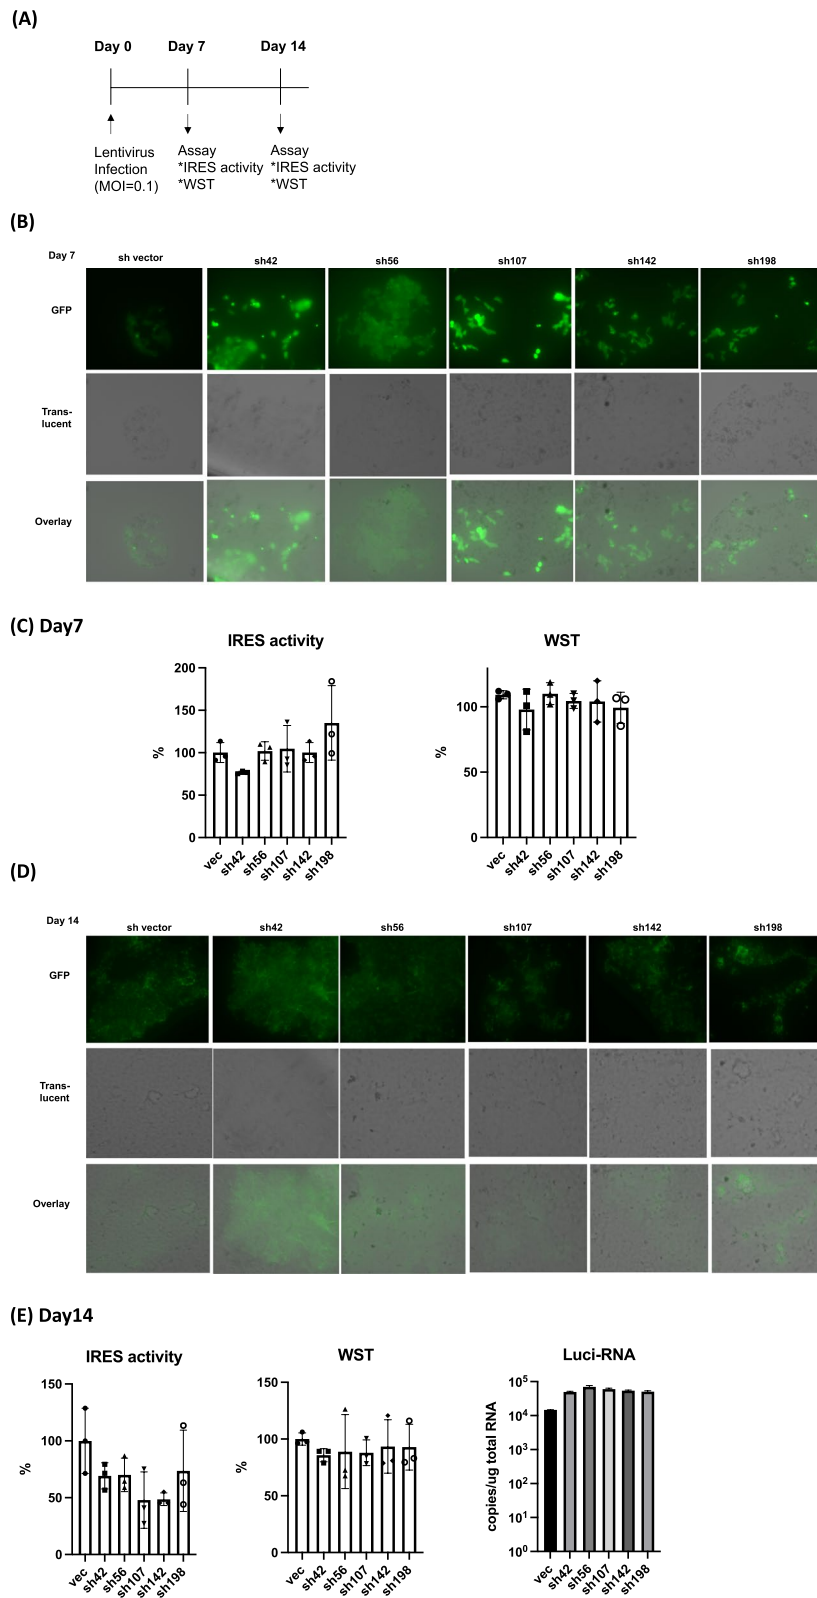 (A)
Day 0 Day 7 Day 14
Lentivirus
Infection
(MOI=0.1)
Assay
*IRES activity
*WST
Assay
*IRES activity
*WST
(B)
Day 7 sh vector sh42 sh56 sh107 sh142 sh198
GFP
Trans-
lucent
Overlay
(C) Day7
IRES activity
200
150
100
50
0
%
vec sh42 sh56 sh107 sh142 sh198
WST
100
50
0
%
vec sh42 sh56 sh107 sh142 sh198
(D)
Day 14 sh vector sh42 sh56 sh107 sh142 sh198
GFP
Trans-
lucent
Overlay
(E) Day14
IRES activity
150
100
50
0
%
vec sh42 sh56 sh107 sh142 sh198
WST
150
100
50
0
%
vec sh42 sh56 sh107 sh142 sh198
Luci-RNA
10⁵
10⁴
10³
10²
10¹
10⁰
copies/ug total RNA
vec sh42 sh56 sh107 sh142 sh198